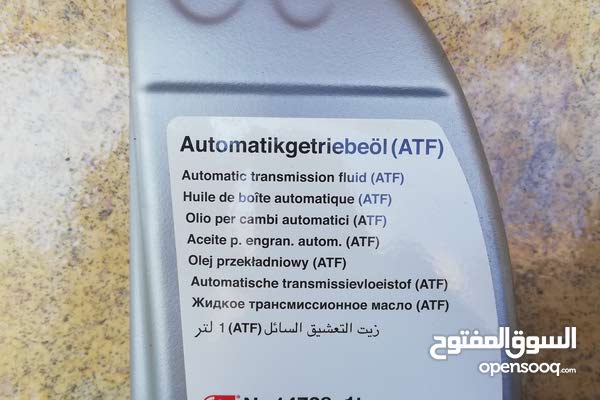 Automatikgetriebeöl (ATF)
Automatic transmission fluid (ATF)
Huile de boîte automatique (ATF)
Olio per cambi automatici (ATF)
Aceite p. engran. autom. (ATF)
Olej przekładniowy (ATF)
Automatische transmissievloeistof (ATF)
Жидкое трансмиссионное масло (ATF)
زيت التعشيق السائل (ATF) 1 لتر
السوق المفتوح
opensooq.com